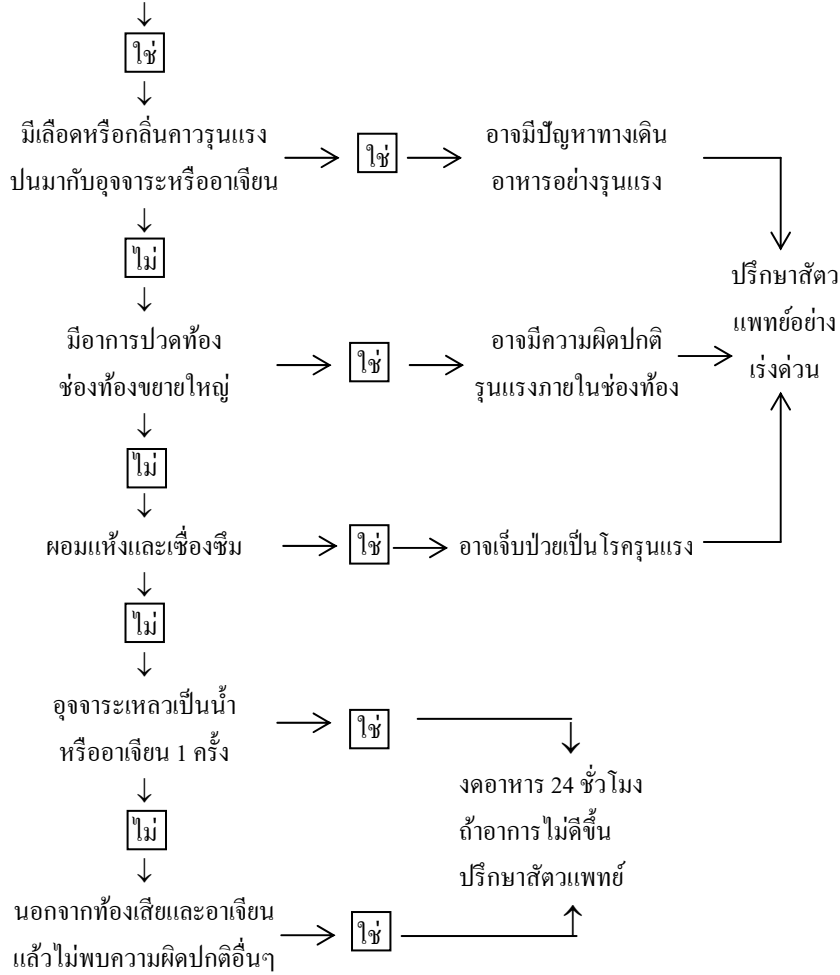 ใช่
มีเลือดหรือกลิ่นคาวรุนแรง
ปนมากับอุจจาระหรืออาเจียน
ใช่
อาจมีปัญหาทางเดิน
อาหารอย่างรุนแรง
ไม่
ปรึกษาสัตว
แพทย์อย่าง
เร่งด่วน
มีอาการปวดท้อง
ช่องท้องขยายใหญ่
ใช่
อาจมีความผิดปกติ
รุนแรงภายในช่องท้อง
ไม่
ผอมแห้งและเซื่องซึม
ใช่
อาจเจ็บป่วยเป็นโรครุนแรง
ไม่
อุจจาระเหลวเป็นน้ำ
หรืออาเจียน 1 ครั้ง
ใช่
งดอาหาร 24 ชั่วโมง
ถ้าอาการไม่ดีขึ้น
ปรึกษาสัตวแพทย์
ไม่
นอกจากท้องเสียและอาเจียน
แล้วไม่พบความผิดปกติอื่นๆ
ใช่